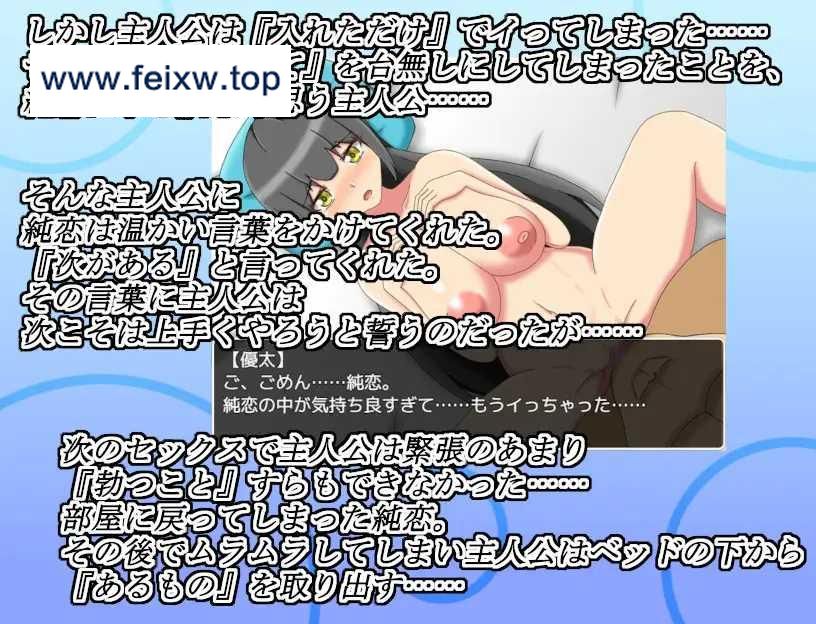 しかし主人公は『入れただけ』でイってしまった……
』を台無しにしてしまったことを、
www.feixw.top
思う主人公……
そんな主人公に
純恋は温かい言葉をかけてくれた。
『次がある』と言ってくれた。
その言葉に主人公は
次こそは上手くやろうと誓うのだったが……
【優太】
ご、ごめん……純恋。
純恋の中が気持ち良すぎて……もうイっちゃった……
次のセックスで主人公は緊張のあまり
『勃つこと』すらもできなかった……
部屋に戻ってしまった純恋。
その後でムラムラしてしまい主人公はベッドの下から
『あるもの』を取り出す……